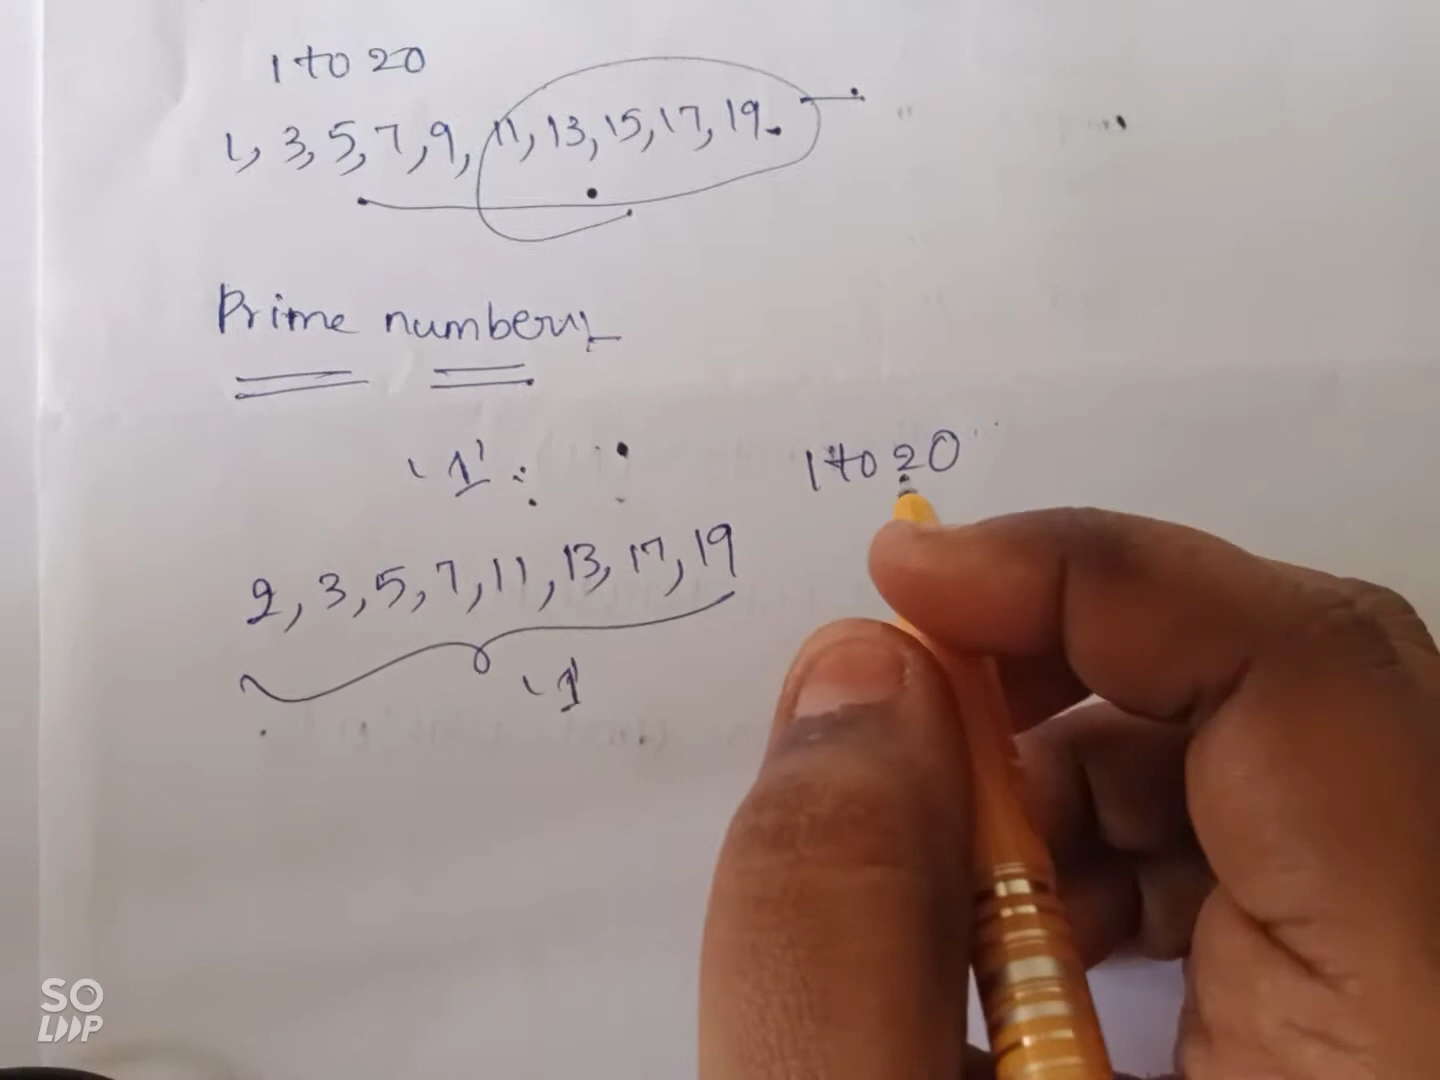 1 to 20
1, 3, 5, 7, 9, 11, 13, 15, 17, 19.
Prime numbers
'1'
1 to 20
2, 3, 5, 7, 11, 13, 17, 19
'1'
SO
LOOP